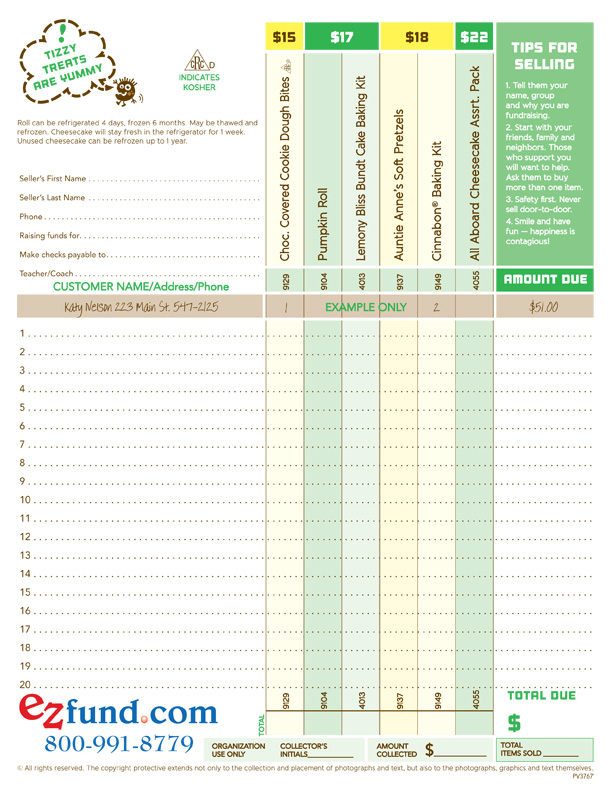 TIZZY
TREATS
ARE YUMMY
CRC D
INDICATES
KOSHER
$15
$17
$18
$22
TIPS FOR
SELLING
1. Tell them your
name, group
and why you are
fundraising.
2. Start with your
friends, family and
neighbors. Those
who support you
will want to help.
Ask them to buy
more than one item.
3. Safety first. Never
sell door-to-door.
4. Smile and have
fun — happiness is
contagious!
Roll can be refrigerated 4 days, frozen 6 months. May be thawed and
refrozen. Cheesecake will stay fresh in the refrigerator for 1 week.
Unused cheesecake can be refrozen up to 1 year.
Seller's First Name
Seller's Last Name
Phone
Raising funds for
Make checks payable to
Teacher/Coach
Choc. Covered Cookie Dough Bites
Pumpkin Roll
Lemony Bliss Bundt Cake Baking Kit
Auntie Anne's Soft Pretzels
Cinnabon® Baking Kit
All Aboard Cheesecake Assrt. Pack
CUSTOMER NAME/Address/Phone
9129
9104
4013
9137
9149
4055
AMOUNT DUE
Katy Nelson 223 Main St. 547-2125
1
EXAMPLE ONLY
2
$51.00
1
2
3
4
5
6
7
8
9
10
11
12
13
14
15
16
17
18
19
20
ezfund.com
800-991-8779
TOTAL
9129
9104
4013
9137
9149
4055
TOTAL DUE
$
ORGANIZATION
USE ONLY
COLLECTOR'S
INITIALS
AMOUNT
COLLECTED
$
TOTAL
ITEMS SOLD
© All rights reserved. The copyright protective extends not only to the collection and placement of photographs and text, but also to the photographs, graphics and text themselves.
PV3767